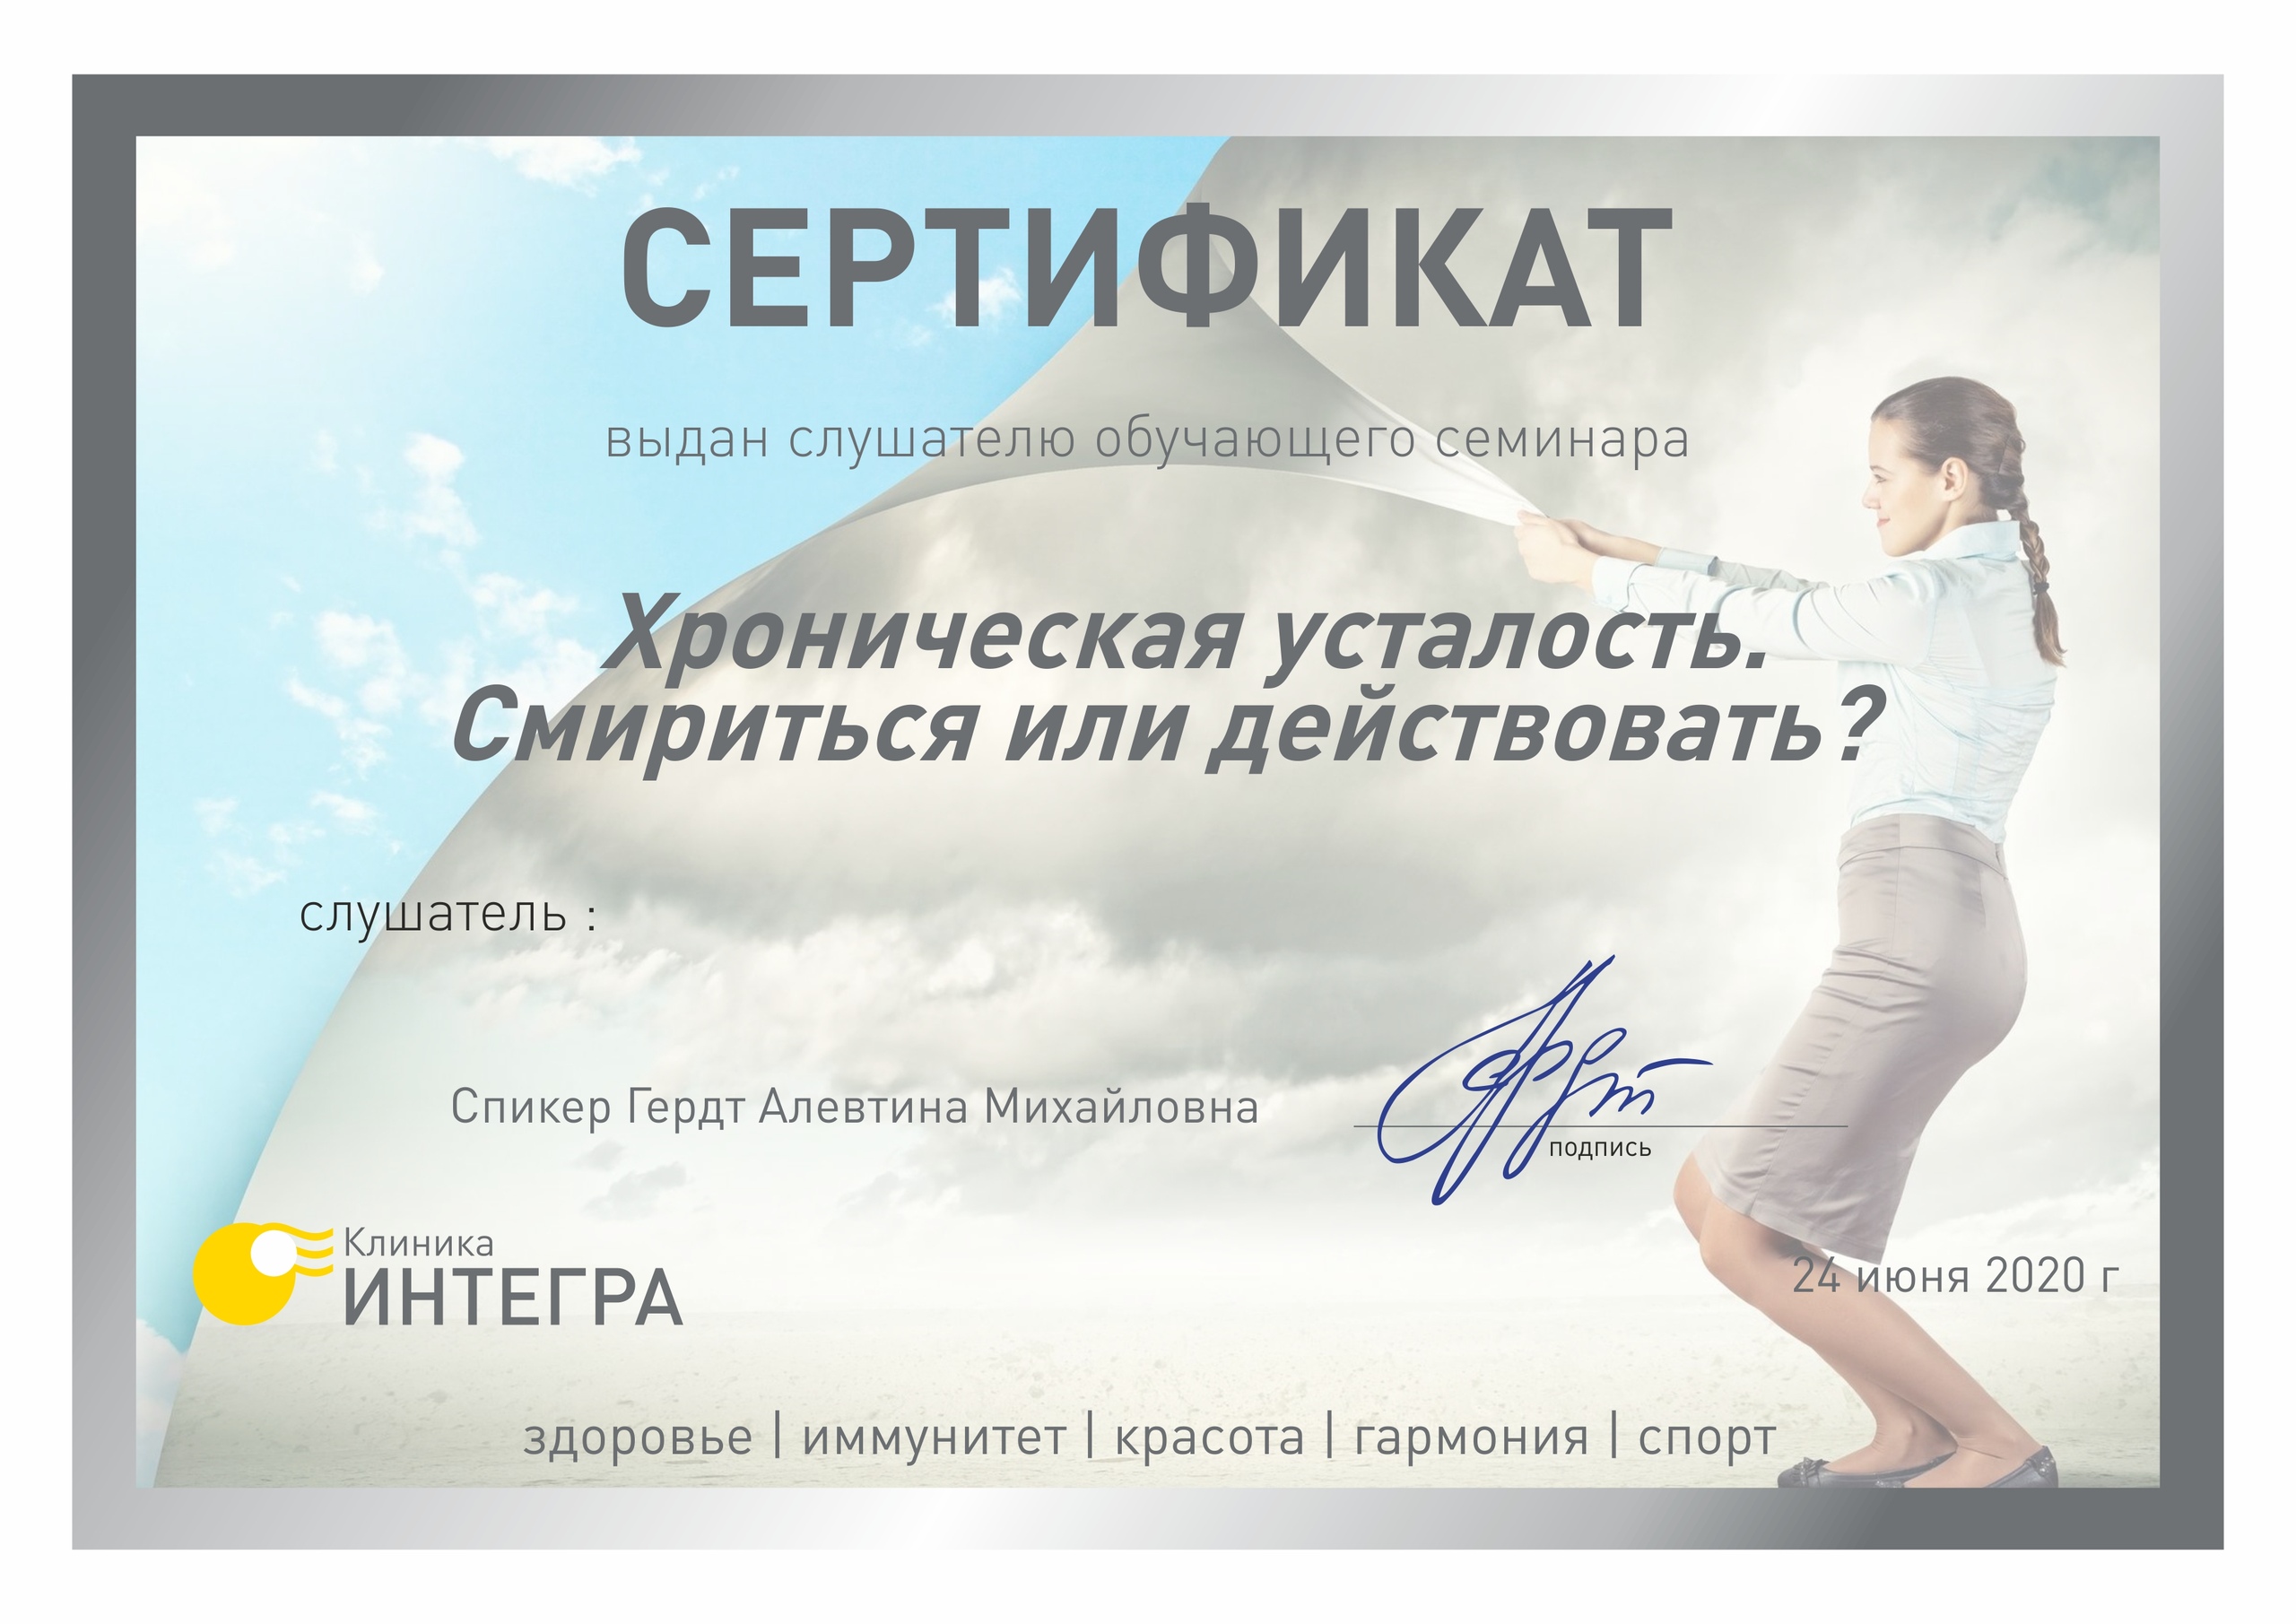 СЕРТИФИКАТ
выдан слушателю обучающего семинара
Хроническая усталость.
Смириться или действовать?
слушатель :
Спикер Гердт Алевтина Михайловна
подпись
Клиника
ИНТЕГРА
24 июня 2020 г
здоровье | иммунитет | красота | гармония | спорт